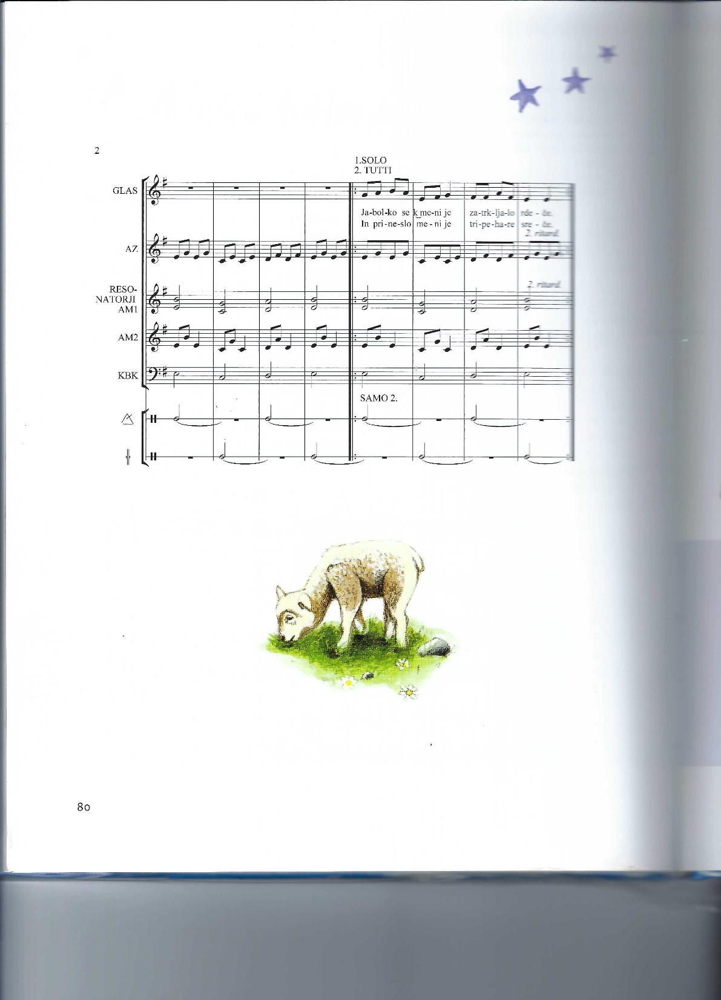 2
1.SOLO
2. TUTTI
GLAS
Ja-bol-ko se k me-ni je za-trk-lja-lo rde - če.
In pri-ne-slo me-ni je tri-pe-ha-re sre - če.
2. ritard.
AZ
2. ritard.
RESO-
NATORJI
AM1
AM2
KBK
SAMO 2.
80